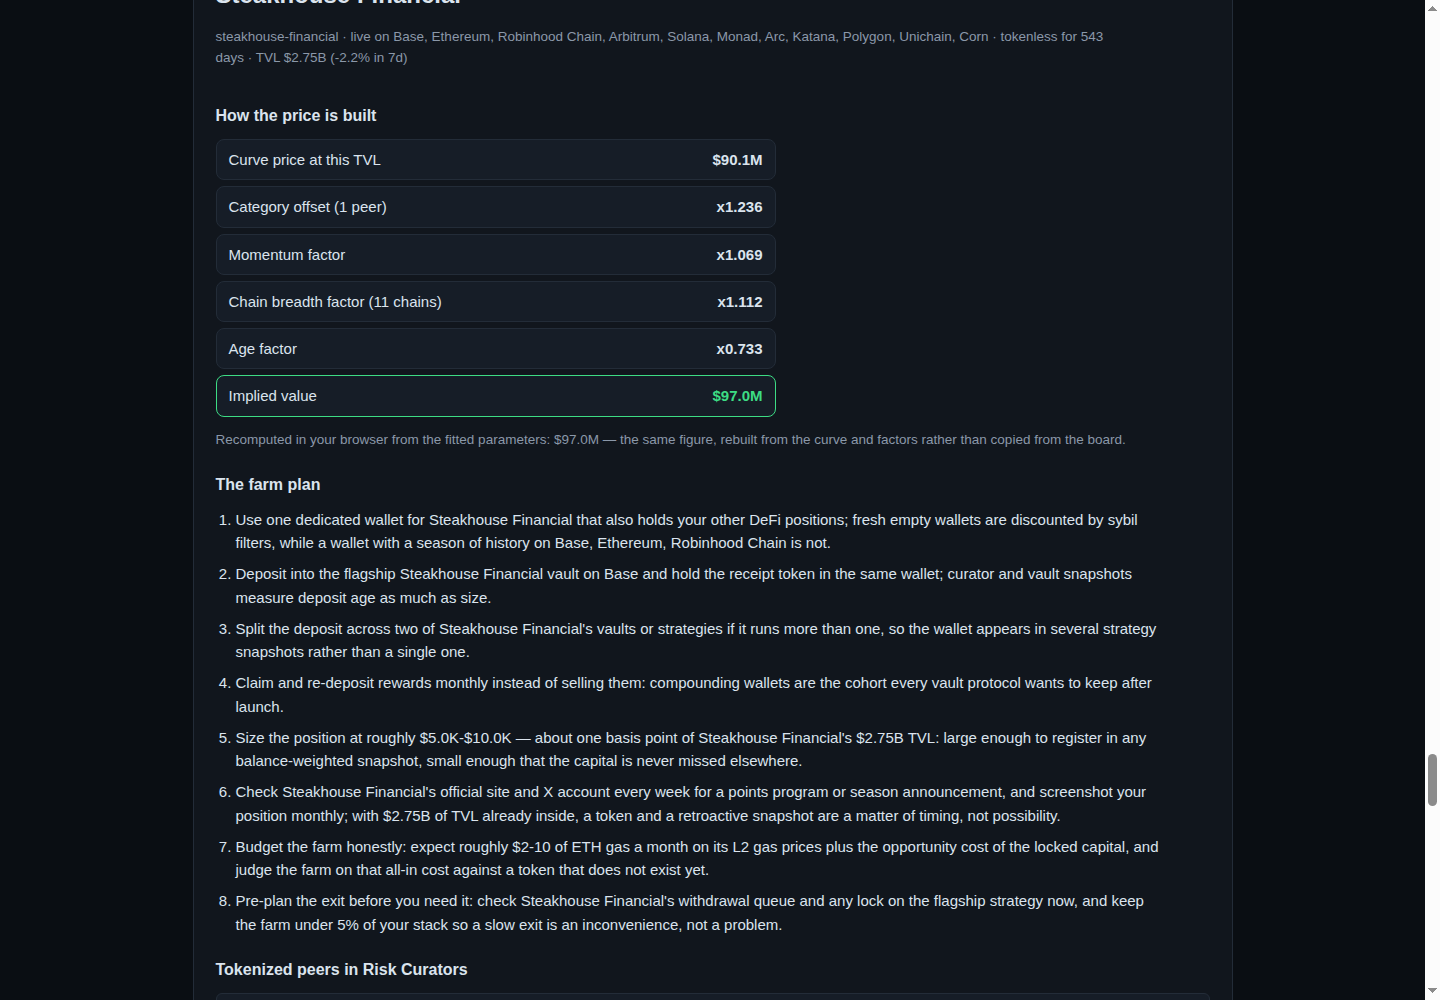 Steakhouse Financial
steakhouse-financial · live on Base, Ethereum, Robinhood Chain, Arbitrum, Solana, Monad, Arc, Katana, Polygon, Unichain, Corn · tokenless for 543
days · TVL $2.75B (-2.2% in 7d)
How the price is built
Curve price at this TVL $90.1M
Category offset (1 peer) x1.236
Momentum factor x1.069
Chain breadth factor (11 chains) x1.112
Age factor x0.733
Implied value $97.0M
Recomputed in your browser from the fitted parameters: $97.0M — the same figure, rebuilt from the curve and factors rather than copied from the board.
The farm plan
1. Use one dedicated wallet for Steakhouse Financial that also holds your other DeFi positions; fresh empty wallets are discounted by sybil
filters, while a wallet with a season of history on Base, Ethereum, Robinhood Chain is not.
2. Deposit into the flagship Steakhouse Financial vault on Base and hold the receipt token in the same wallet; curator and vault snapshots
measure deposit age as much as size.
3. Split the deposit across two of Steakhouse Financial's vaults or strategies if it runs more than one, so the wallet appears in several strategy
snapshots rather than a single one.
4. Claim and re-deposit rewards monthly instead of selling them: compounding wallets are the cohort every vault protocol wants to keep after
launch.
5. Size the position at roughly $5.0K-$10.0K — about one basis point of Steakhouse Financial's $2.75B TVL: large enough to register in any
balance-weighted snapshot, small enough that the capital is never missed elsewhere.
6. Check Steakhouse Financial's official site and X account every week for a points program or season announcement, and screenshot your
position monthly; with $2.75B of TVL already inside, a token and a retroactive snapshot are a matter of timing, not possibility.
7. Budget the farm honestly: expect roughly $2-10 of ETH gas a month on its L2 gas prices plus the opportunity cost of the locked capital, and
judge the farm on that all-in cost against a token that does not exist yet.
8. Pre-plan the exit before you need it: check Steakhouse Financial's withdrawal queue and any lock on the flagship strategy now, and keep
the farm under 5% of your stack so a slow exit is an inconvenience, not a problem.
Tokenized peers in Risk Curators